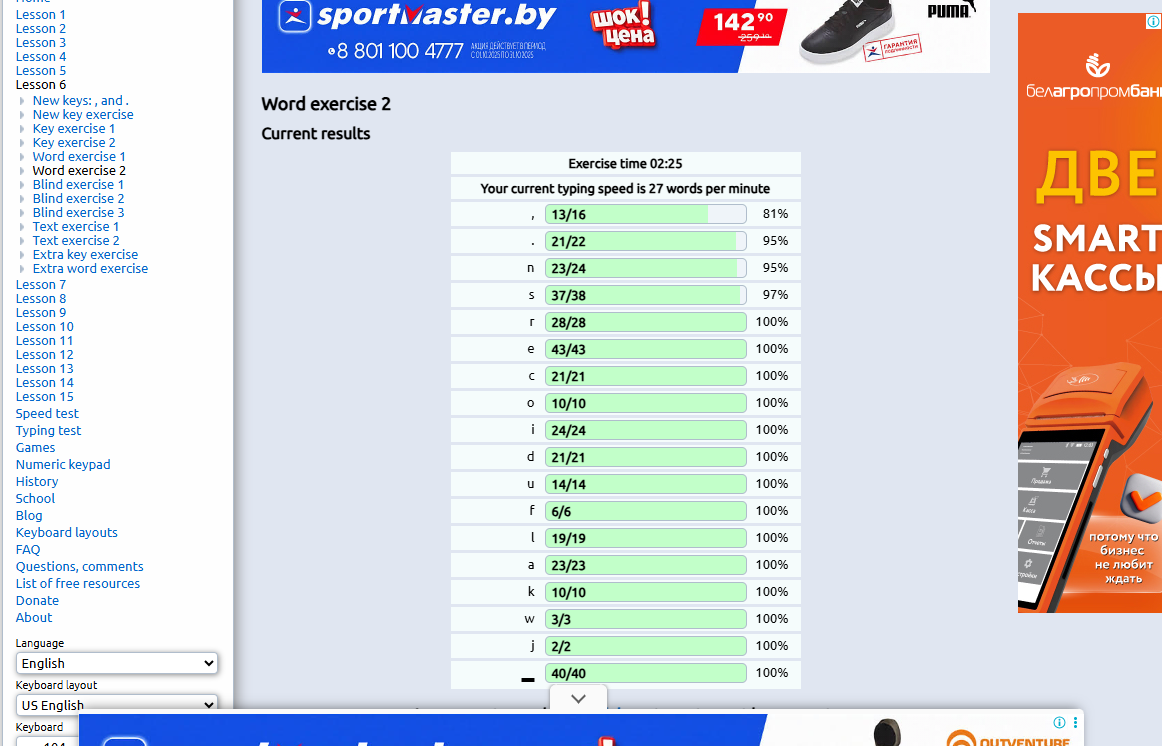 Home
Lesson 1
Lesson 2
Lesson 3
Lesson 4
Lesson 5
Lesson 6
New keys: , and .
New key exercise
Key exercise 1
Key exercise 2
Word exercise 1
Word exercise 2
Blind exercise 1
Blind exercise 2
Blind exercise 3
Text exercise 1
Text exercise 2
Extra key exercise
Extra word exercise
Lesson 7
Lesson 8
Lesson 9
Lesson 10
Lesson 11
Lesson 12
Lesson 13
Lesson 14
Lesson 15
Speed test
Typing test
Games
Numeric keypad
History
School
Blog
Keyboard layouts
FAQ
Questions, comments
List of free resources
Donate
About
Language
English
Keyboard layout
US English
Keyboard
sportmaster.by
8 801 100 4777
АКЦИЯ ДЕЙСТВУЕТ В ПЕРИОД
ШОК!
цена
142 90
PUMA
ГАРАНТИЯ
ПОДЛИННОСТИ
Word exercise 2
Current results
Exercise time 02:25
Your current typing speed is 27 words per minute
, 13/16 81%
. 21/22 95%
n 23/24 95%
s 37/38 97%
r 28/28 100%
e 43/43 100%
c 21/21 100%
o 10/10 100%
i 24/24 100%
d 21/21 100%
u 14/14 100%
f 6/6 100%
l 19/19 100%
a 23/23 100%
k 10/10 100%
w 3/3 100%
j 2/2 100%
_ 40/40 100%
белагропромбанк
ДВЕ
SMART
КАССЫ
Продажа
Касса
Отчеты
потому что
бизнес
не любит
ждать
OUTVENTURE